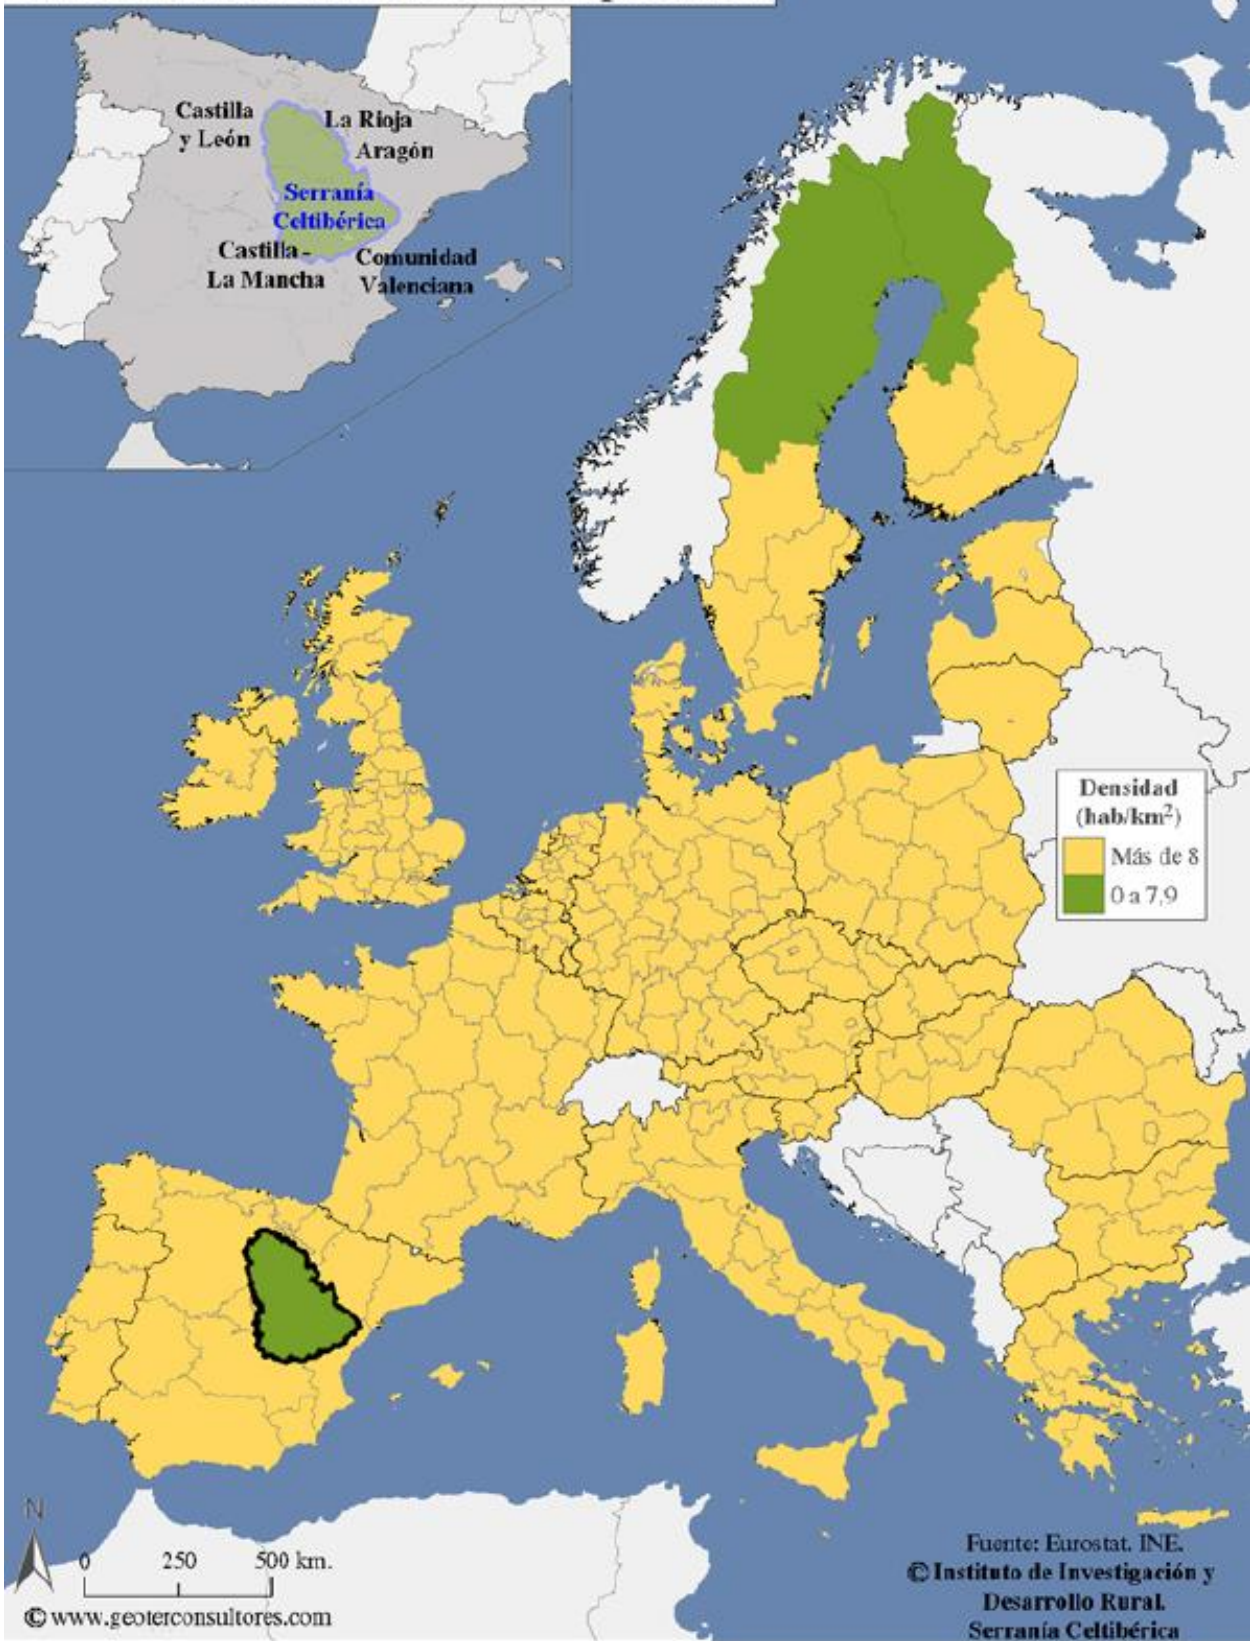 Castilla
y León
La Rioja
Aragón
Serranía
Celtibérica
Castilla -
La Mancha
Comunidad
Valenciana
Densidad
(hab/km²)
Más de 8
0 a 7,9
N
0 250 500 km.
© www.geoterconsultores.com
Fuente: Eurostat. INE.
© Instituto de Investigación y
Desarrollo Rural.
Serranía Celtibérica